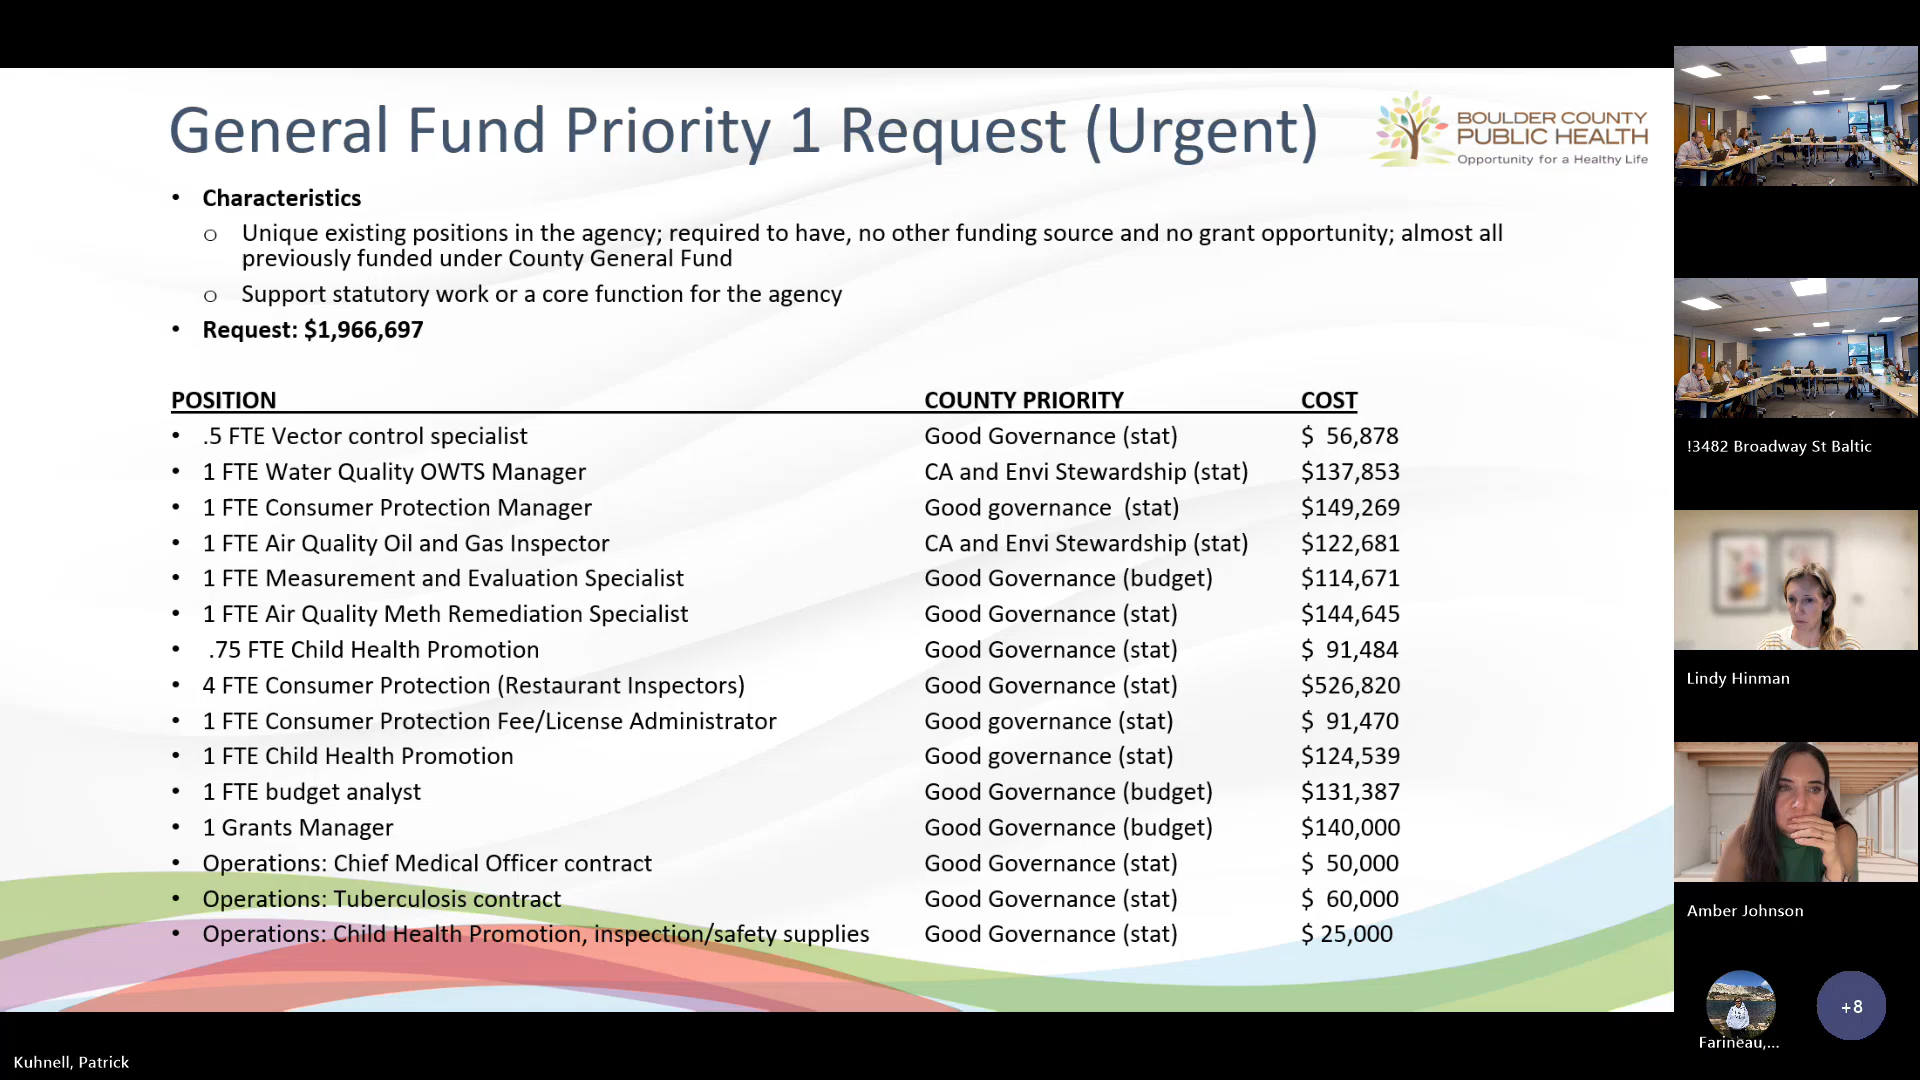 General Fund Priority 1 Request (Urgent)
BOULDER COUNTY
PUBLIC HEALTH
Opportunity for a Healthy Life
• Characteristics
o Unique existing positions in the agency; required to have, no other funding source and no grant opportunity; almost all
previously funded under County General Fund
o Support statutory work or a core function for the agency
• Request: $1,966,697
POSITION COUNTY PRIORITY COST
• .5 FTE Vector control specialist Good Governance (stat) $ 56,878
• 1 FTE Water Quality OWTS Manager CA and Envi Stewardship (stat) $137,853
• 1 FTE Consumer Protection Manager Good governance (stat) $149,269
• 1 FTE Air Quality Oil and Gas Inspector CA and Envi Stewardship (stat) $122,681
• 1 FTE Measurement and Evaluation Specialist Good Governance (budget) $114,671
• 1 FTE Air Quality Meth Remediation Specialist Good Governance (stat) $144,645
• .75 FTE Child Health Promotion Good Governance (stat) $ 91,484
• 4 FTE Consumer Protection (Restaurant Inspectors) Good Governance (stat) $526,820
• 1 FTE Consumer Protection Fee/License Administrator Good governance (stat) $ 91,470
• 1 FTE Child Health Promotion Good governance (stat) $124,539
• 1 FTE budget analyst Good Governance (budget) $131,387
• 1 Grants Manager Good Governance (budget) $140,000
• Operations: Chief Medical Officer contract Good Governance (stat) $ 50,000
• Operations: Tuberculosis contract Good Governance (stat) $ 60,000
• Operations: Child Health Promotion, inspection/safety supplies Good Governance (stat) $ 25,000
!3482 Broadway St Baltic
Lindy Hinman
Amber Johnson
Farineau,...
+8
Kuhnell, Patrick